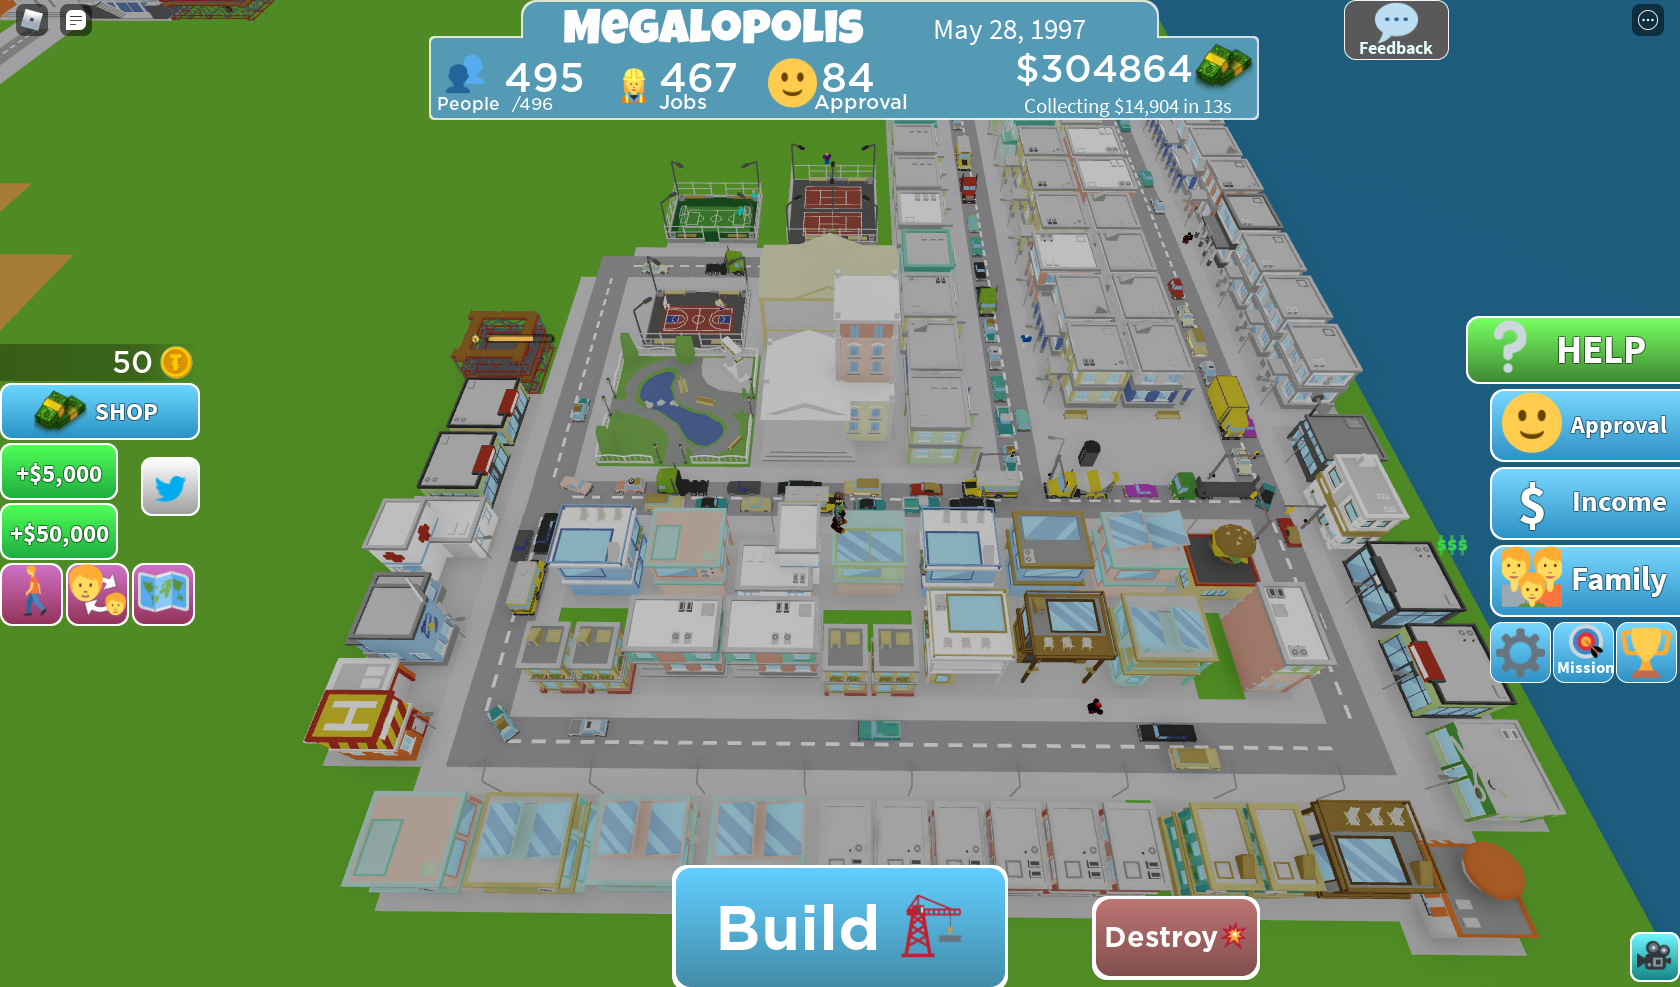 MEGALOPOLIS
May 28, 1997
Feedback
495
People /496
467
Jobs
84
Approval
$304864
Collecting $14,904 in 13s
50
SHOP
+$5,000
+$50,000
HELP
Approval
$ Income
Family
Mission
$$$
H
Build
Destroy